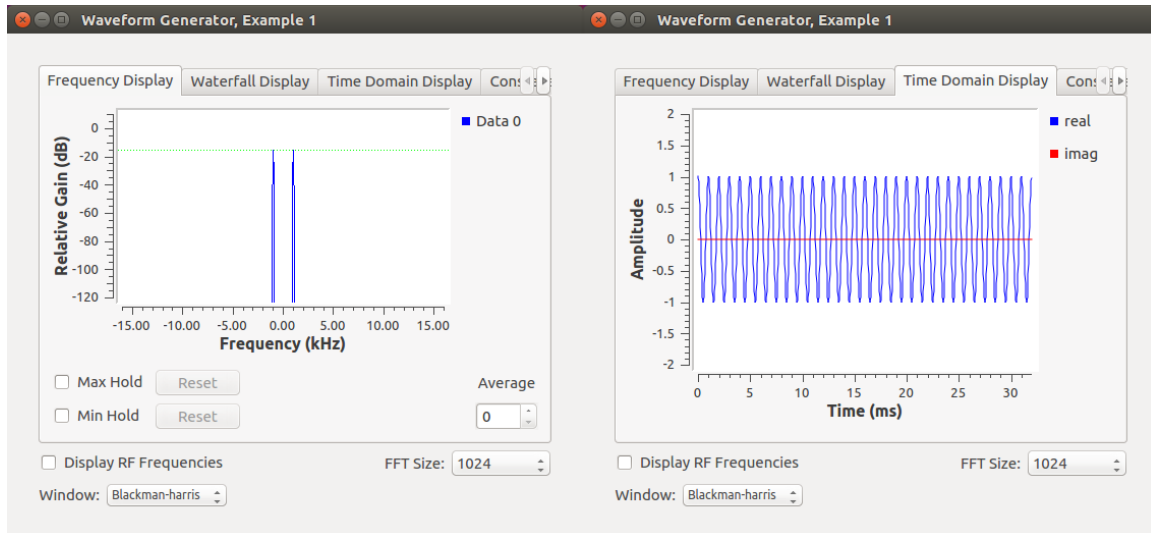 Waveform Generator, Example 1
Frequency Display Waterfall Display Time Domain Display
Data 0
Relative Gain (dB)
0
-20
-40
-60
-80
-100
-120
-15.00 -10.00 -5.00 0.00 5.00 10.00 15.00
Frequency (kHz)
Max Hold Reset
Average
Min Hold Reset
0
Display RF Frequencies FFT Size: 1024
Window: Blackman-harris
Waveform Generator, Example 1
Frequency Display Waterfall Display Time Domain Display
real
imag
Amplitude
2
1.5
1
0.5
0
-0.5
-1
-1.5
-2
0 5 10 15 20 25 30
Time (ms)
Display RF Frequencies FFT Size: 1024
Window: Blackman-harris